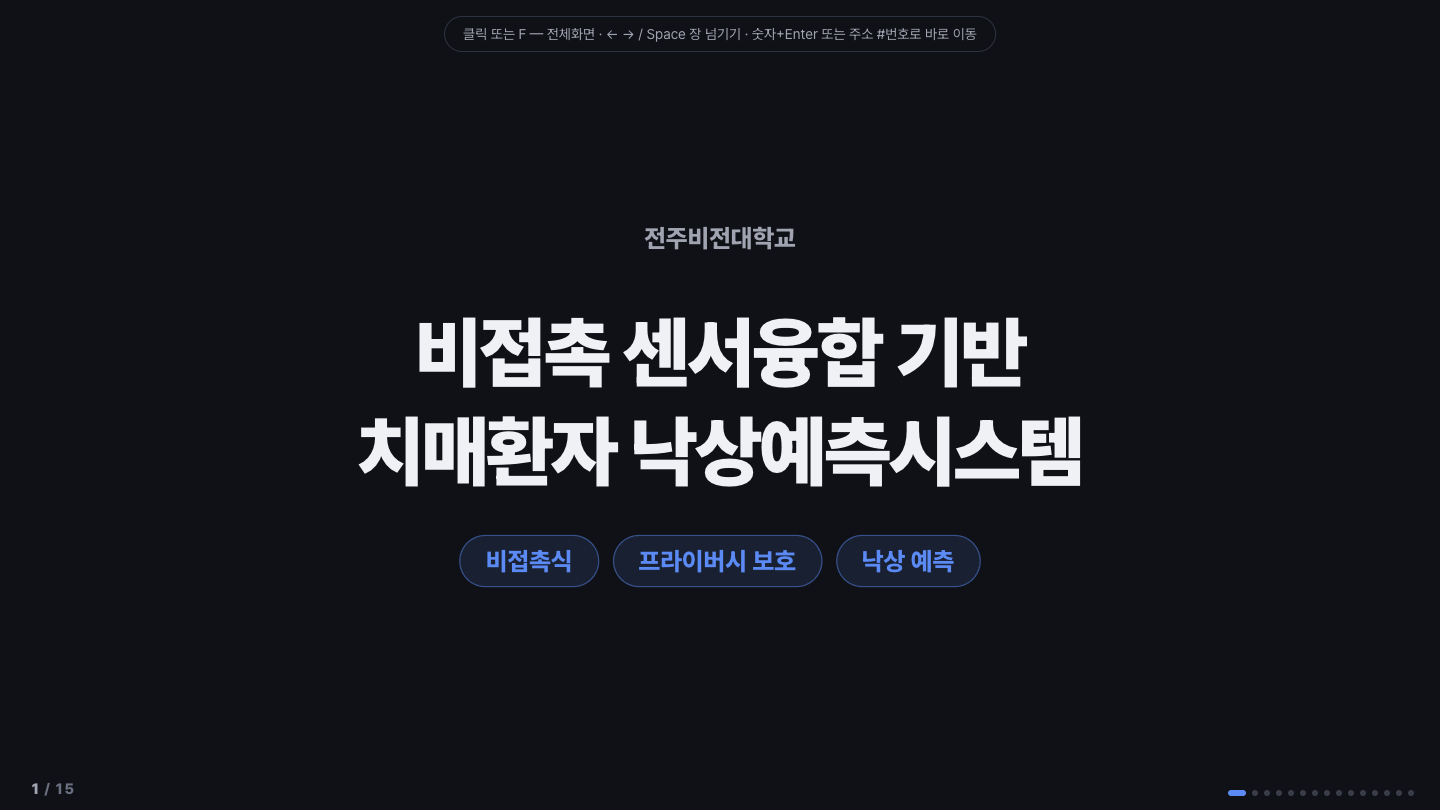 클릭 또는 F — 전체화면 · ← → / Space 장 넘기기 · 숫자+Enter 또는 주소 #번호로 바로 이동
전주비전대학교
비접촉 센서융합 기반
치매환자 낙상예측시스템
비접촉식
프라이버시 보호
낙상 예측
1 / 15